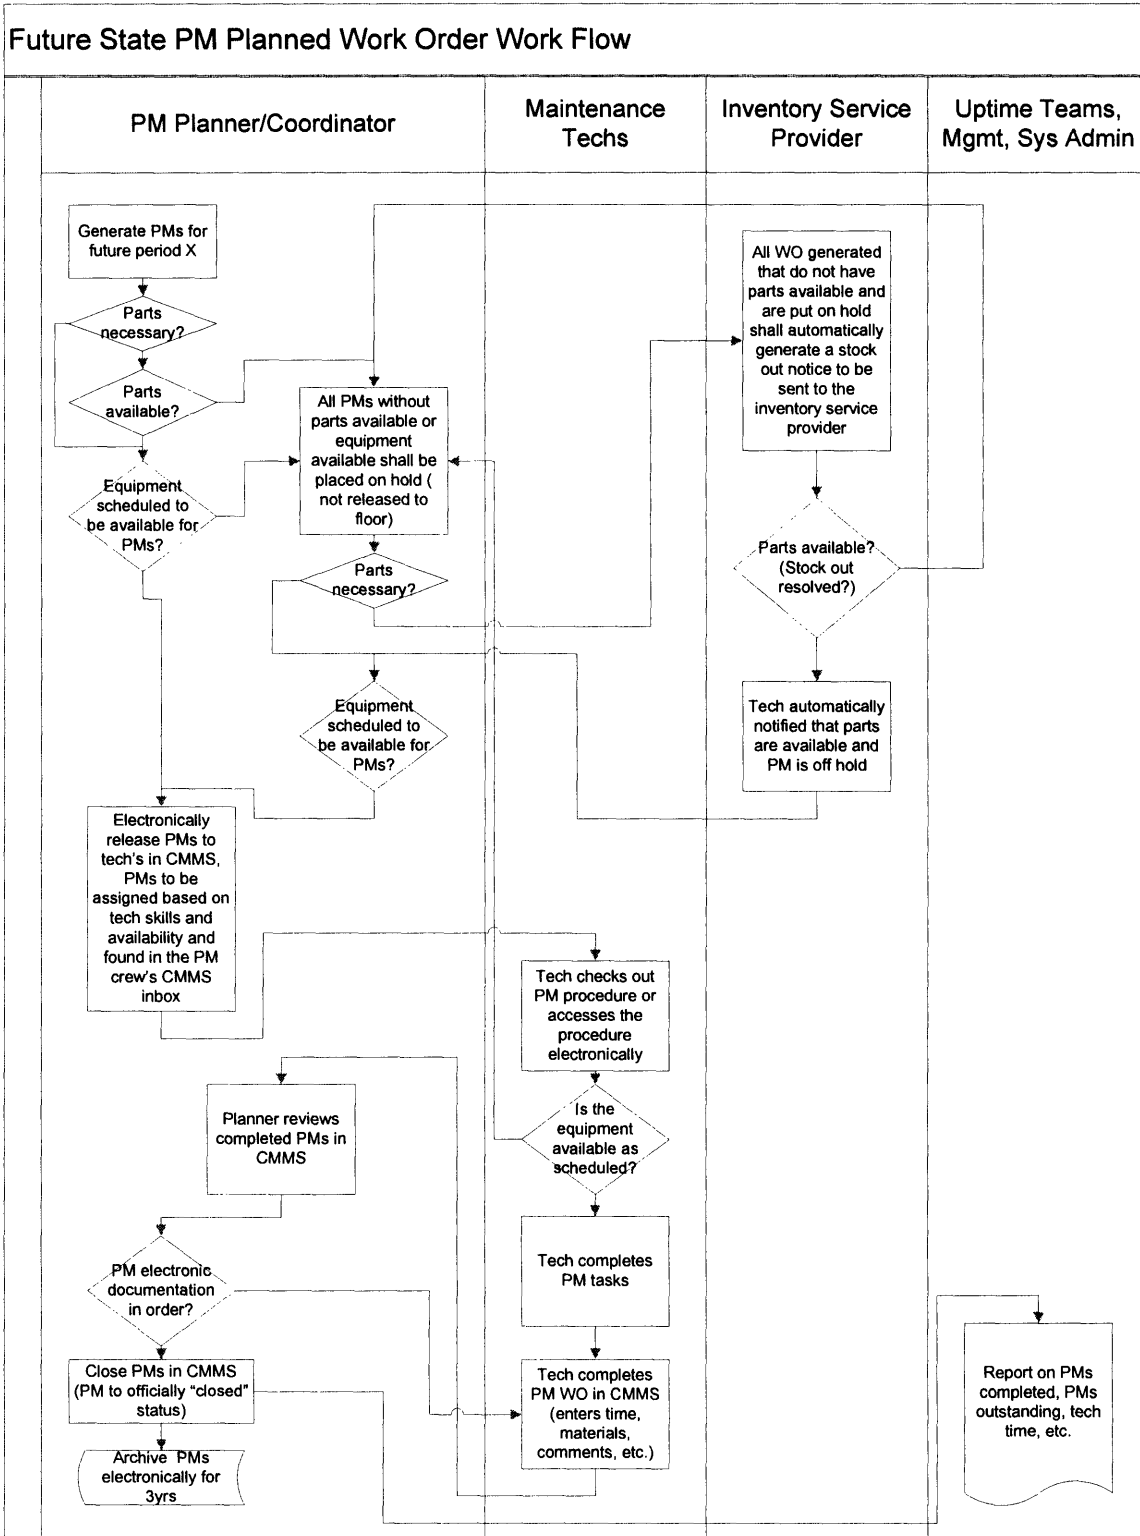 Future State PM Planned Work Order Work Flow
PM Planner/Coordinator
Maintenance
Techs
Inventory Service
Provider
Uptime Teams,
Mgmt, Sys Admin
Generate PMs for
future period X
Parts
necessary?
Parts
available?
Equipment
scheduled to
be available for
PMs?
All PMs without
parts available or
equipment
available shall be
placed on hold (
not released to
floor)
Parts
necessary?
Equipment
scheduled to
be available for
PMs?
All WO generated
that do not have
parts available and
are put on hold
shall automatically
generate a stock
out notice to be
sent to the
inventory service
provider
Parts available?
(Stock out
resolved?)
Tech automatically
notified that parts
are available and
PM is off hold
Electronically
release PMs to
tech's in CMMS,
PMs to be
assigned based on
tech skills and
availability and
found in the PM
crew's CMMS
inbox
Tech checks out
PM procedure or
accesses the
procedure
electronically
Is the
equipment
available as
scheduled?
Tech completes
PM tasks
Tech completes
PM WO in CMMS
(enters time,
materials,
comments, etc.)
Planner reviews
completed PMs in
CMMS
PM electronic
documentation
in order?
Close PMs in CMMS
(PM to officially “closed”
status)
Archive PMs
electronically for
3yrs
Report on PMs
completed, PMs
outstanding, tech
time, etc.